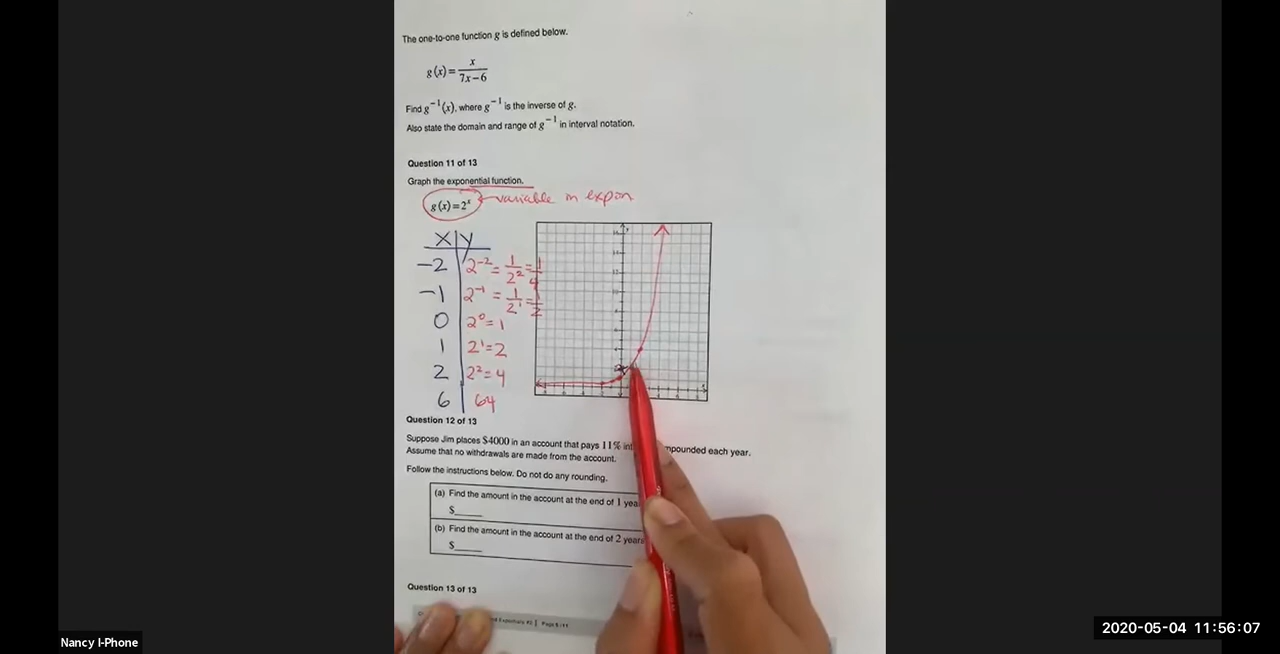 The one-to-one function g is defined below.
g(x)= x / 7x−6
Find g⁻¹(x), where g⁻¹ is the inverse of g.
Also state the domain and range of g⁻¹ in interval notation.
Question 11 of 13
Graph the exponential function.
g(x)=2ˣ variable in expon
X Y
−2 2⁻² = 1/2² = 1/4
−1 2⁻¹ = 1/2¹ = 1/2
0 2⁰=1
1 2¹=2
2 2²=4
6 64
Question 12 of 13
Suppose Jim places $4000 in an account that pays 11% mpounded each year.
Assume that no withdrawals are made from the account.
Follow the instructions below. Do not do any rounding.
(a) Find the amount in the account at the end of 1
$____
(b) Find the amount in the account at the end of 2 years
$____
Question 13 of 13
Nancy I-Phone
2020-05-04 11:56:07